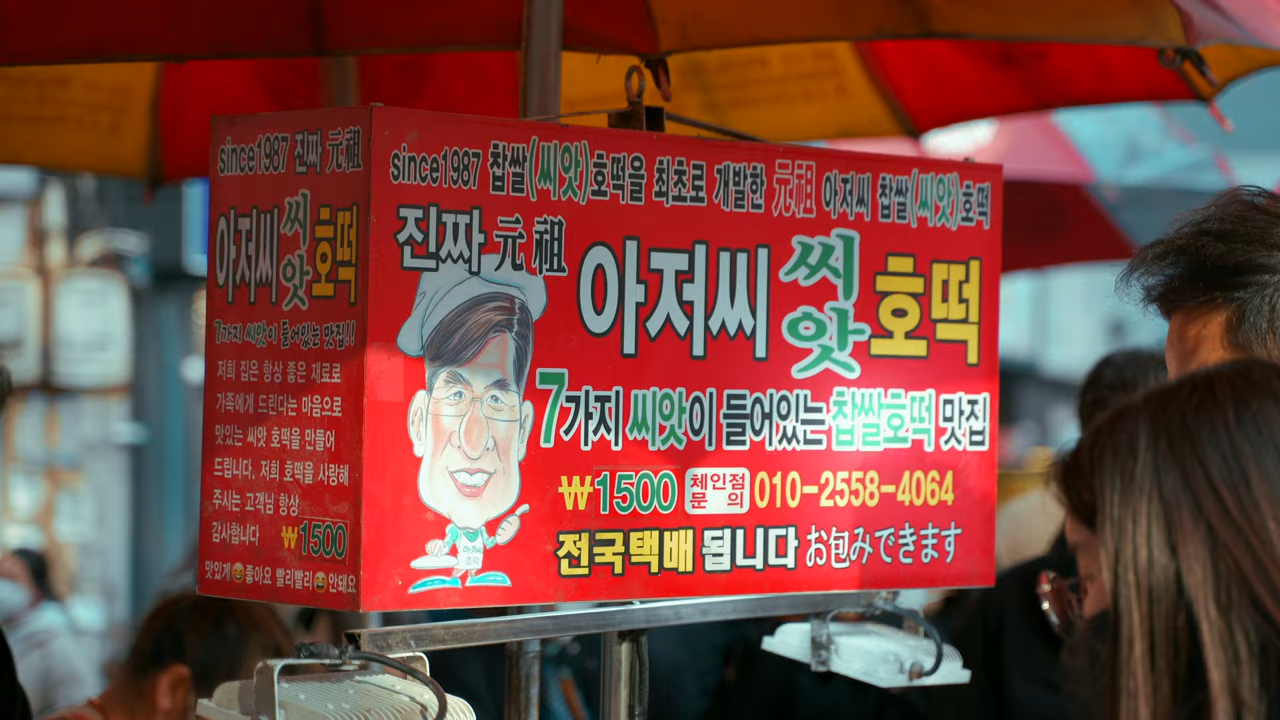 since1987 진짜 元祖
아저씨 씨앗 호떡
7가지 씨앗이 들어있는 맛집!!
저희 집은 항상 좋은 재료로
가족에게 드린다는 마음으로
맛있는 씨앗 호떡을 만들어
드립니다. 저희 호떡을 사랑해
주시는 고객님 항상
감사합니다 ₩1500
맛있게😂좋아요 빨리빨리😂안돼요
since1987 찹쌀(씨앗)호떡을 최초로 개발한 元祖 아저씨 찹쌀(씨앗)호떡
진짜 元祖
아저씨 씨앗 호떡
7가지 씨앗이 들어있는 찹쌀호떡 맛집
₩1500 체인점 문의 010-2558-4064
전국택배 됩니다 お包みできます
아저씨
호떡